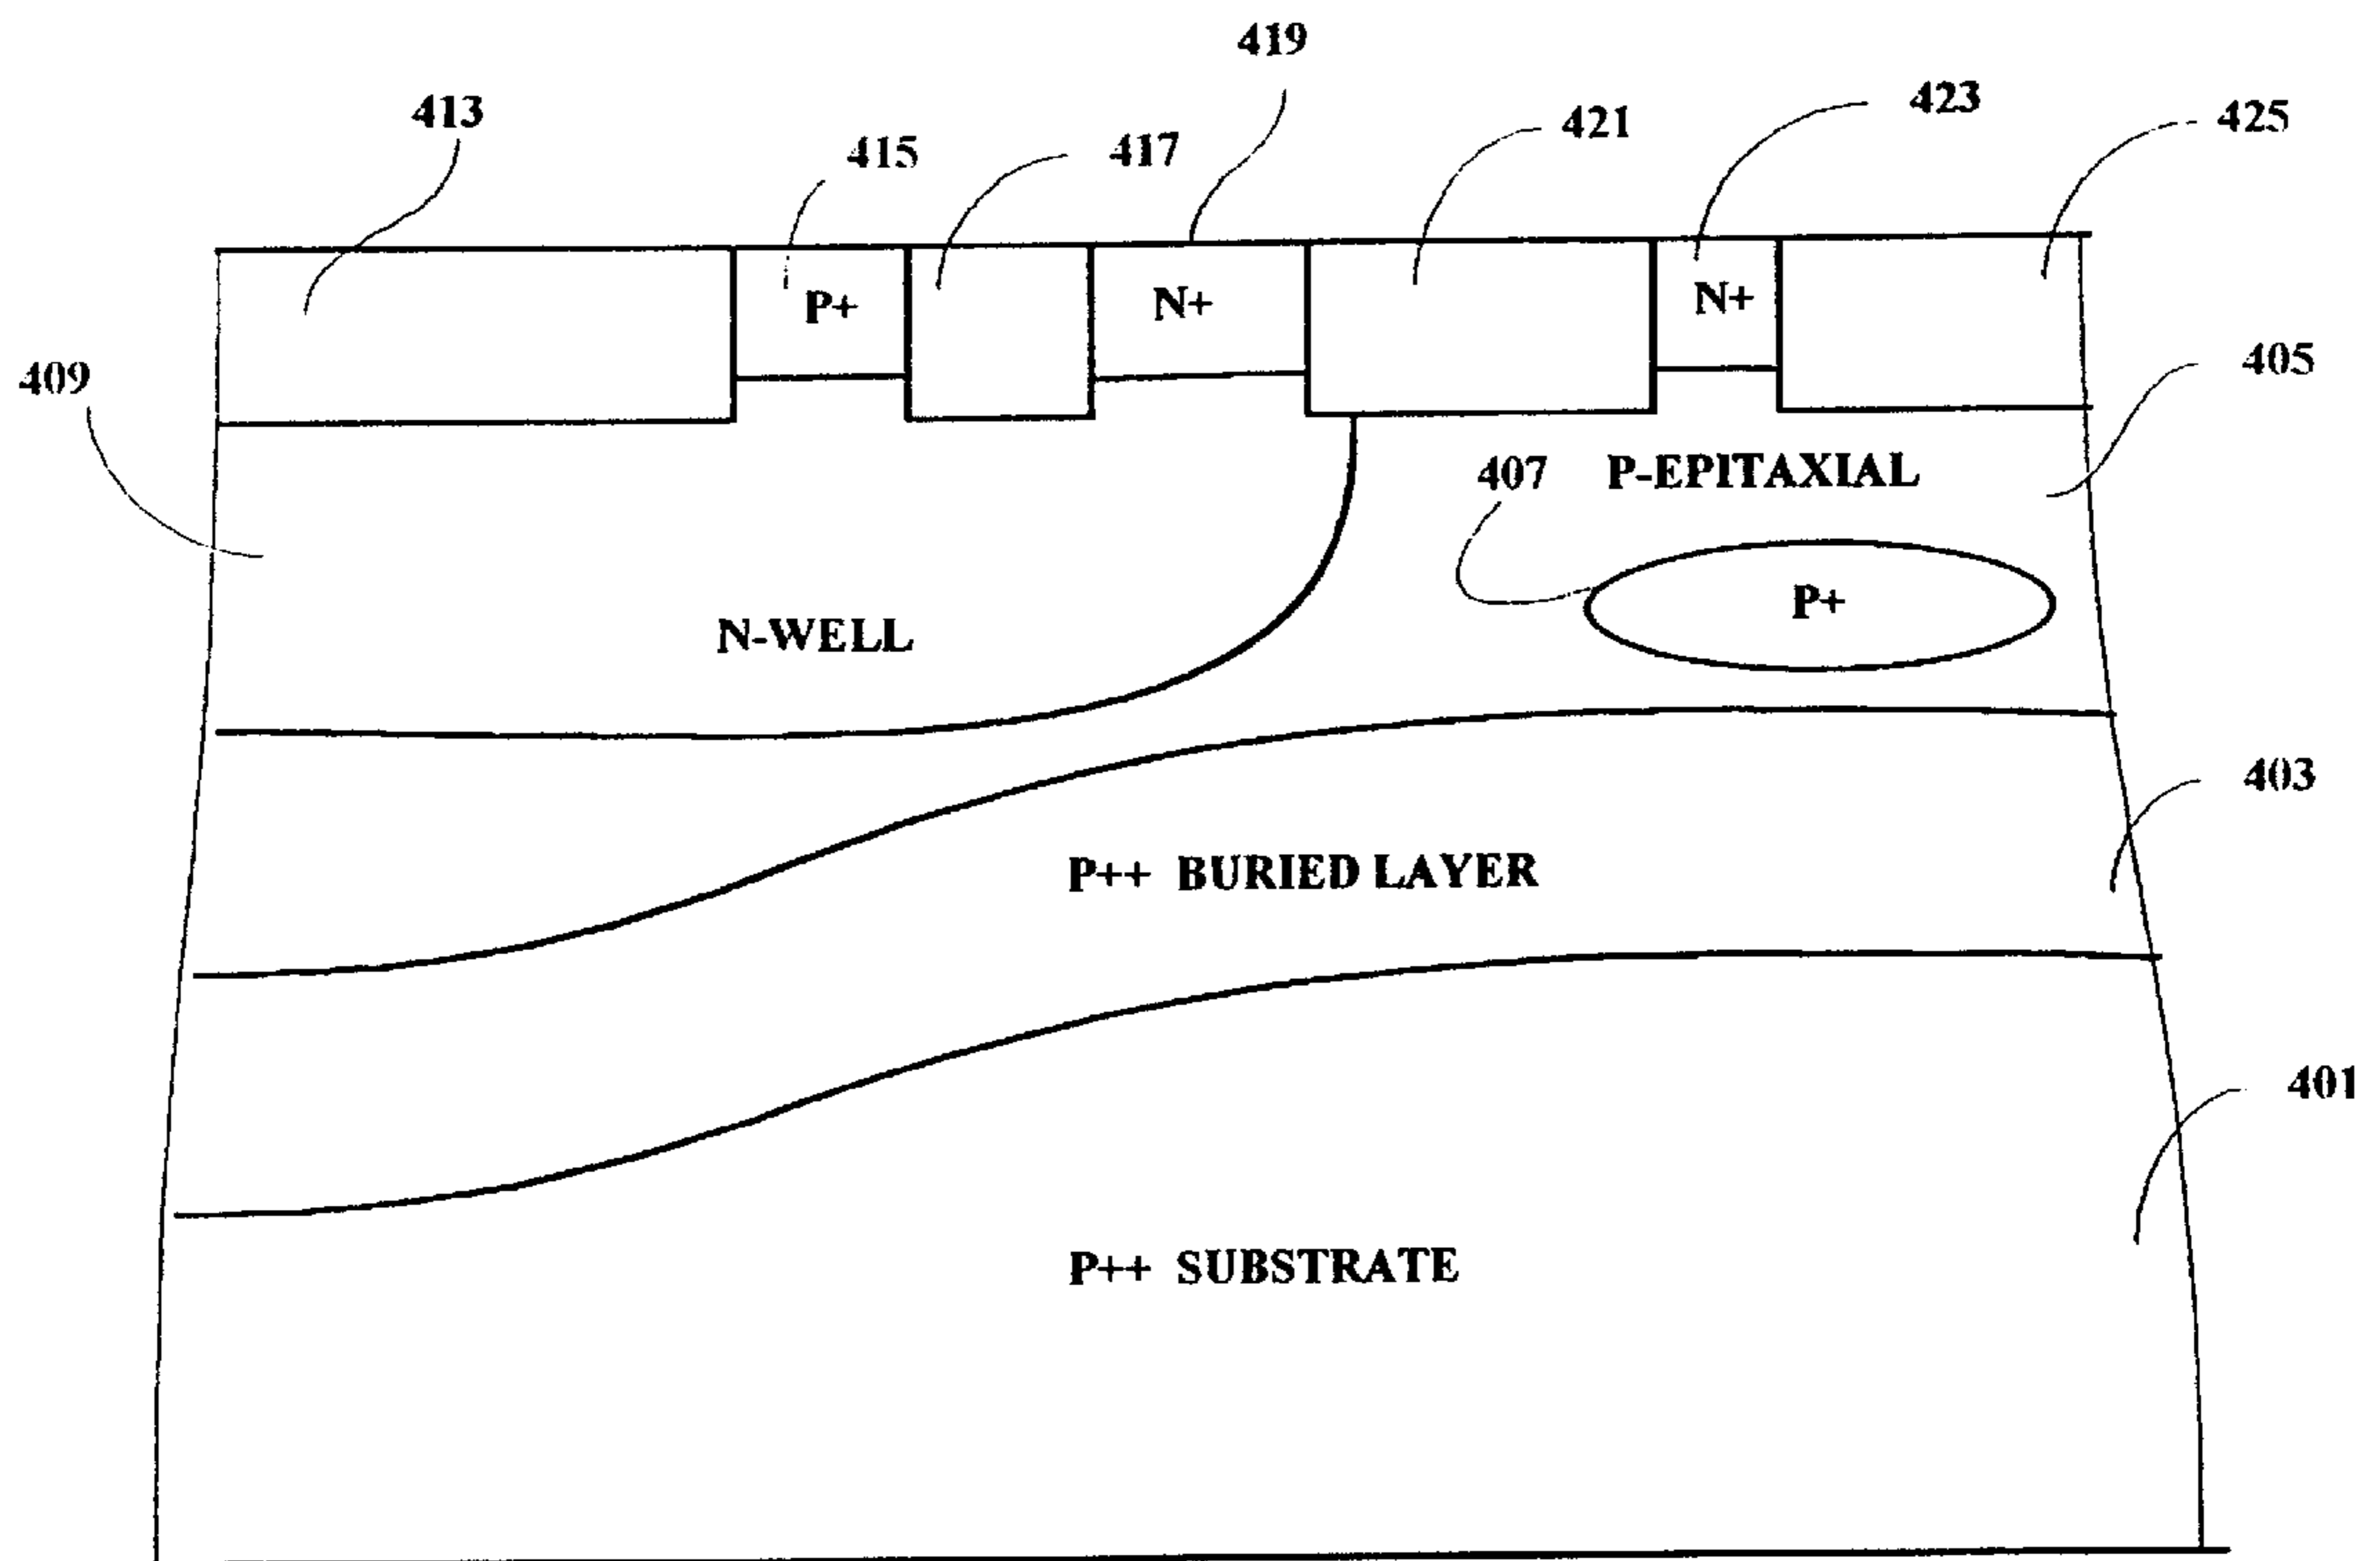 419
413
423
425
421
415
417
P+
N+
N+
405
409
407
P-EPITAXIAL
P+
N-WELL
403
P++ BURIED LAYER
401
P++ SUBSTRATE